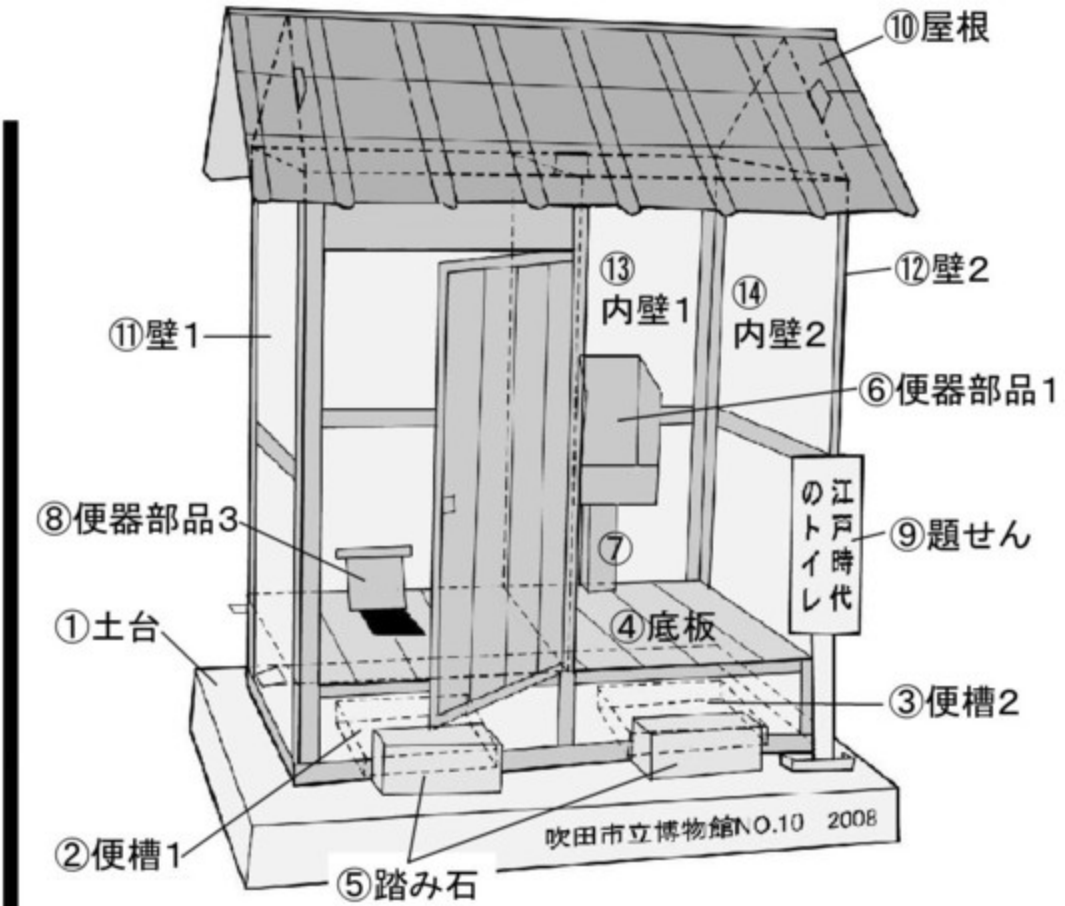 ⑩屋根
⑬
内壁1
⑭
内壁2
⑫壁2
⑪壁1
⑥便器部品1
江戸時代
のトイレ
⑧便器部品3
⑦
⑨題せん
①土台
④底板
③便槽2
吹田市立博物館NO.10 2008
②便槽1
⑤踏み石